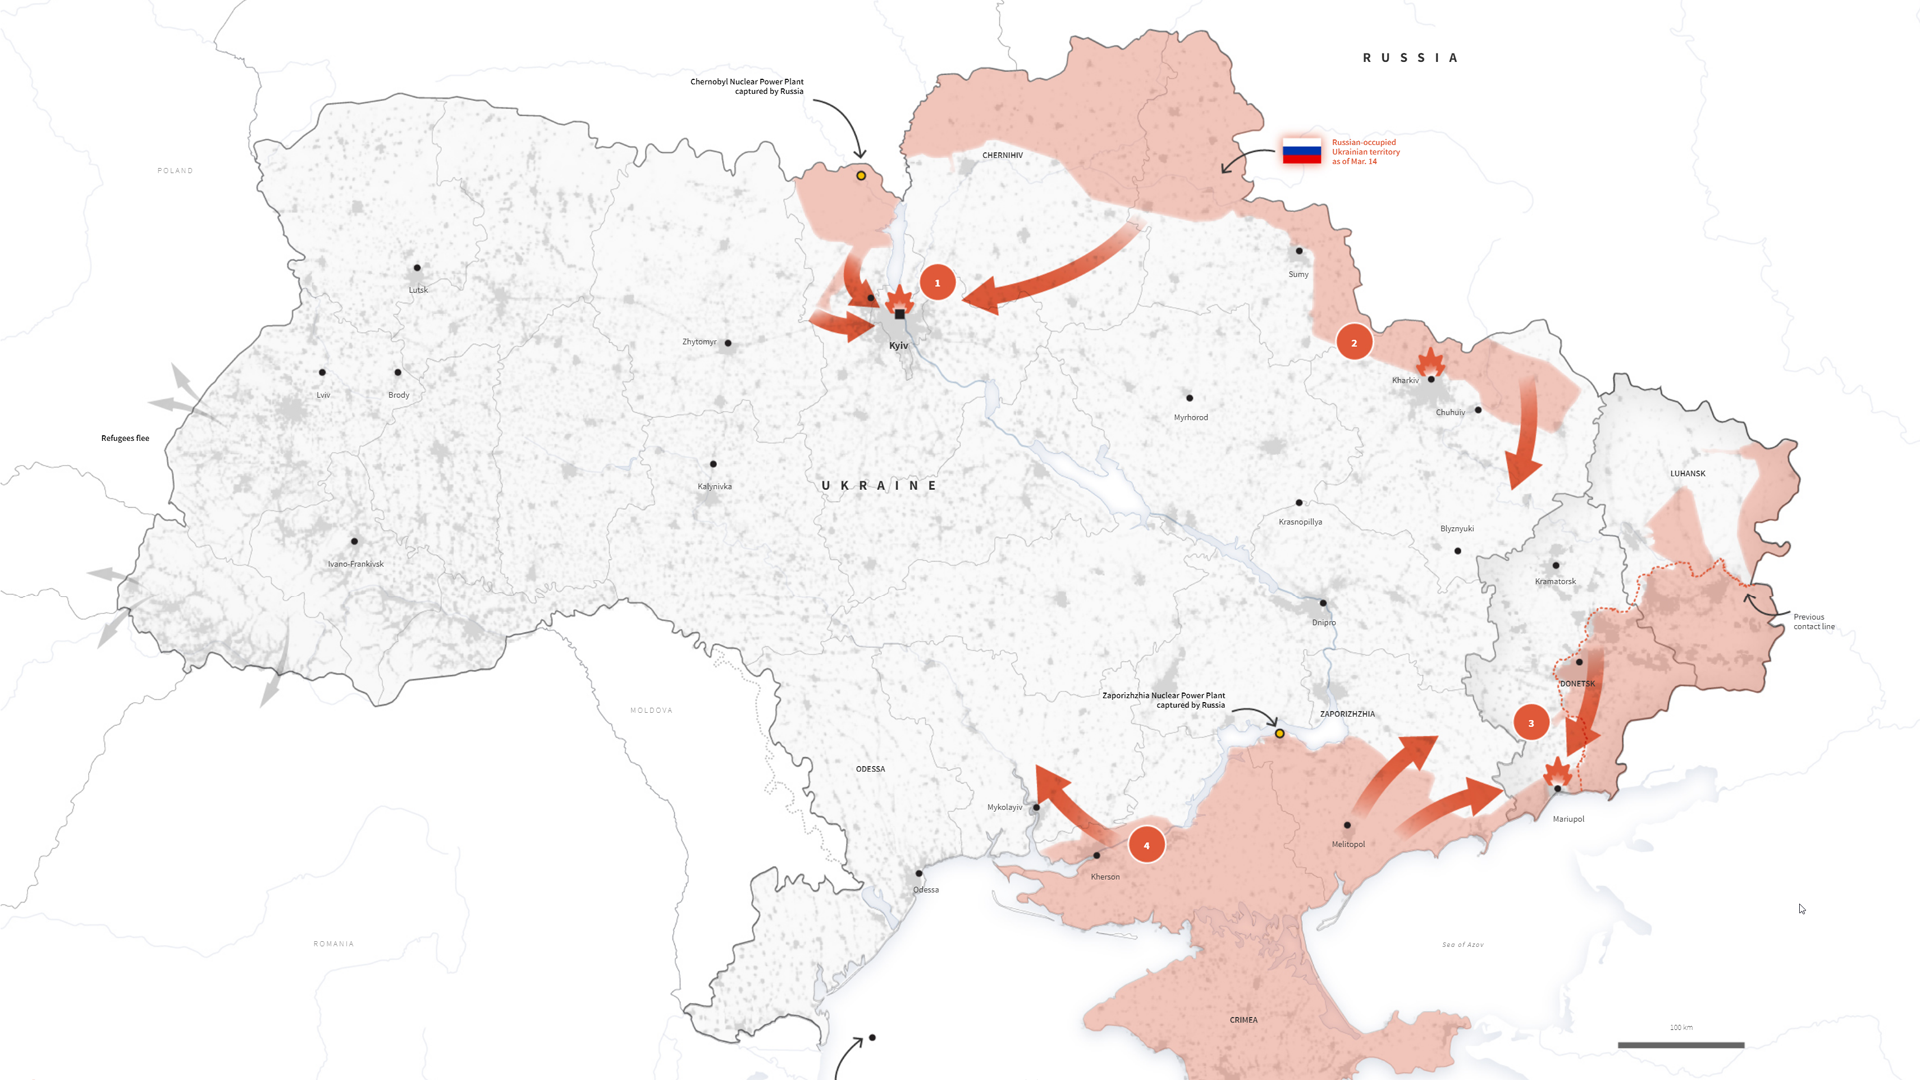 RUSSIA
Chernobyl Nuclear Power Plant
captured by Russia
Russian-occupied
Ukrainian territory
as of Mar. 14
CHERNIHIV
POLAND
Sumy
Lutsk
1
2
Zhytomyr
Kyiv
Kharkiv
Lviv
Brody
Chuhuiv
Myrhorod
Refugees flee
LUHANSK
Kalynivka
UKRAINE
Krasnopillya
Blyznyuki
Ivano-Frankivsk
Kramatorsk
Dnipro
Previous
contact line
DONETSK
Zaporizhzhia Nuclear Power Plant
captured by Russia
MOLDOVA
ZAPORIZHZHIA
3
ODESSA
Mykolayiv
Mariupol
4
Melitopol
Kherson
Odessa
ROMANIA
Sea of Azov
CRIMEA
100 km